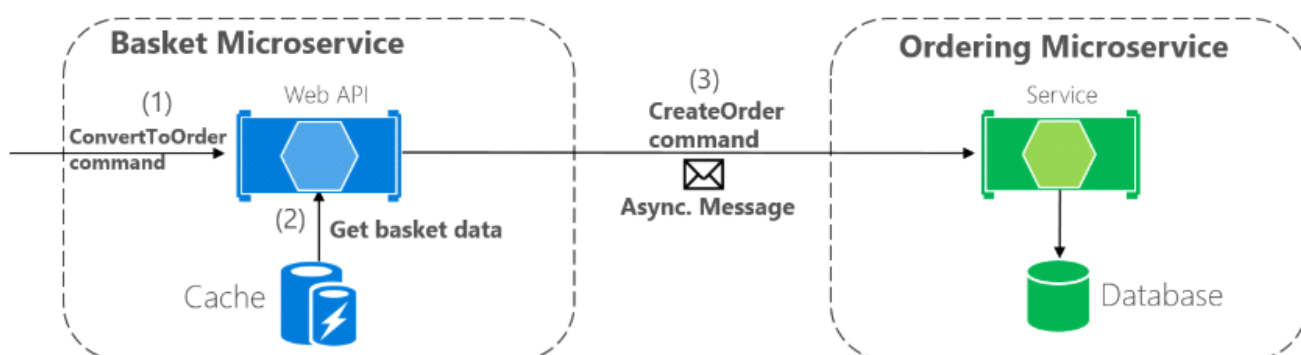 Basket Microservice
Web API
(1)
ConvertToOrder
command
(2)
Get basket data
Cache
(3)
CreateOrder
command
Async. Message
Ordering Microservice
Service
Database